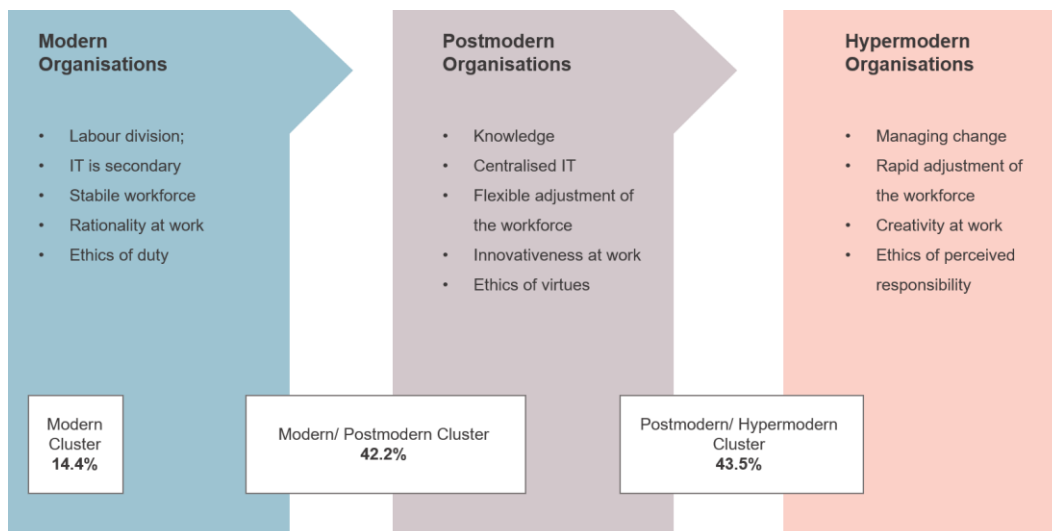 Modern
Organisations
• Labour division;
• IT is secondary
• Stabile workforce
• Rationality at work
• Ethics of duty
Postmodern
Organisations
• Knowledge
• Centralised IT
• Flexible adjustment of
the workforce
• Innovativeness at work
• Ethics of virtues
Hypermodern
Organisations
• Managing change
• Rapid adjustment of
the workforce
• Creativity at work
• Ethics of perceived
responsibility
Modern
Cluster
14.4%
Modern/ Postmodern Cluster
42.2%
Postmodern/ Hypermodern
Cluster
43.5%